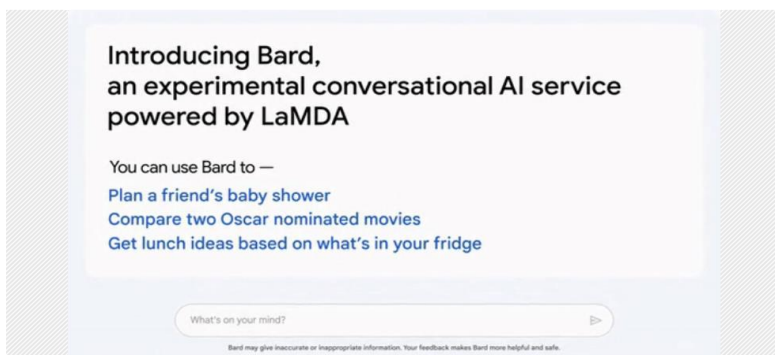 Introducing Bard,
an experimental conversational AI service
powered by LaMDA
You can use Bard to —
Plan a friend's baby shower
Compare two Oscar nominated movies
Get lunch ideas based on what's in your fridge
What's on your mind?
Bard may give inaccurate or inappropriate information. Your feedback makes Bard more helpful and safe.